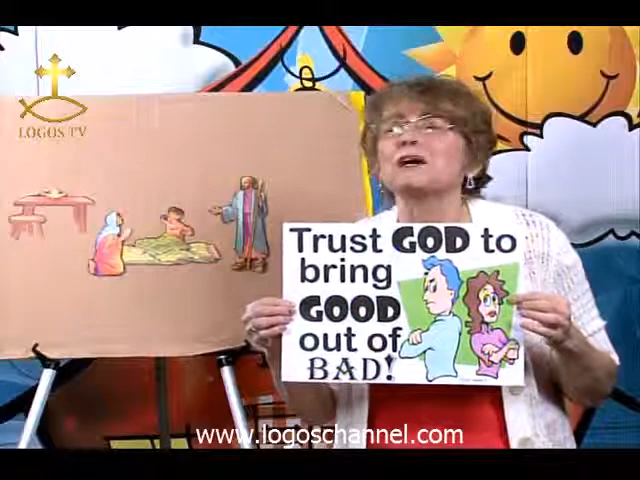 LOGOS TV
Trust GOD to
bring
GOOD
out of
BAD!
www.logoschannel.com